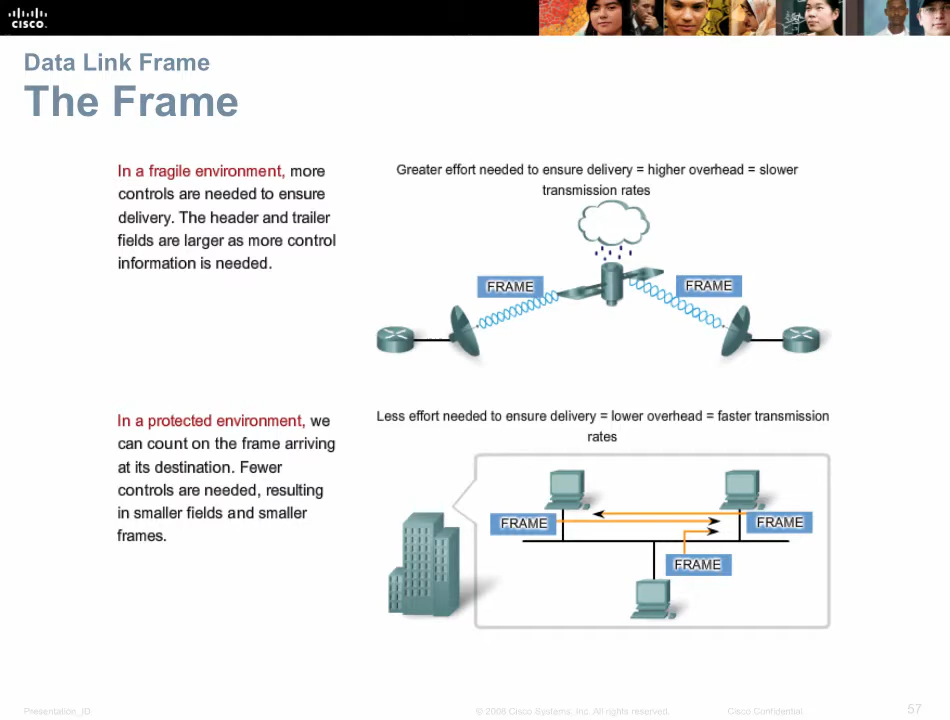 CISCO
Data Link Frame
The Frame
In a fragile environment, more
controls are needed to ensure
delivery. The header and trailer
fields are larger as more control
information is needed.
Greater effort needed to ensure delivery = higher overhead = slower
transmission rates
FRAME
FRAME
In a protected environment, we
can count on the frame arriving
at its destination. Fewer
controls are needed, resulting
in smaller fields and smaller
frames.
Less effort needed to ensure delivery = lower overhead = faster transmission
rates
FRAME
FRAME
FRAME
Presentation_ID
© 2008 Cisco Systems, Inc. All rights reserved.
Cisco Confidential
57